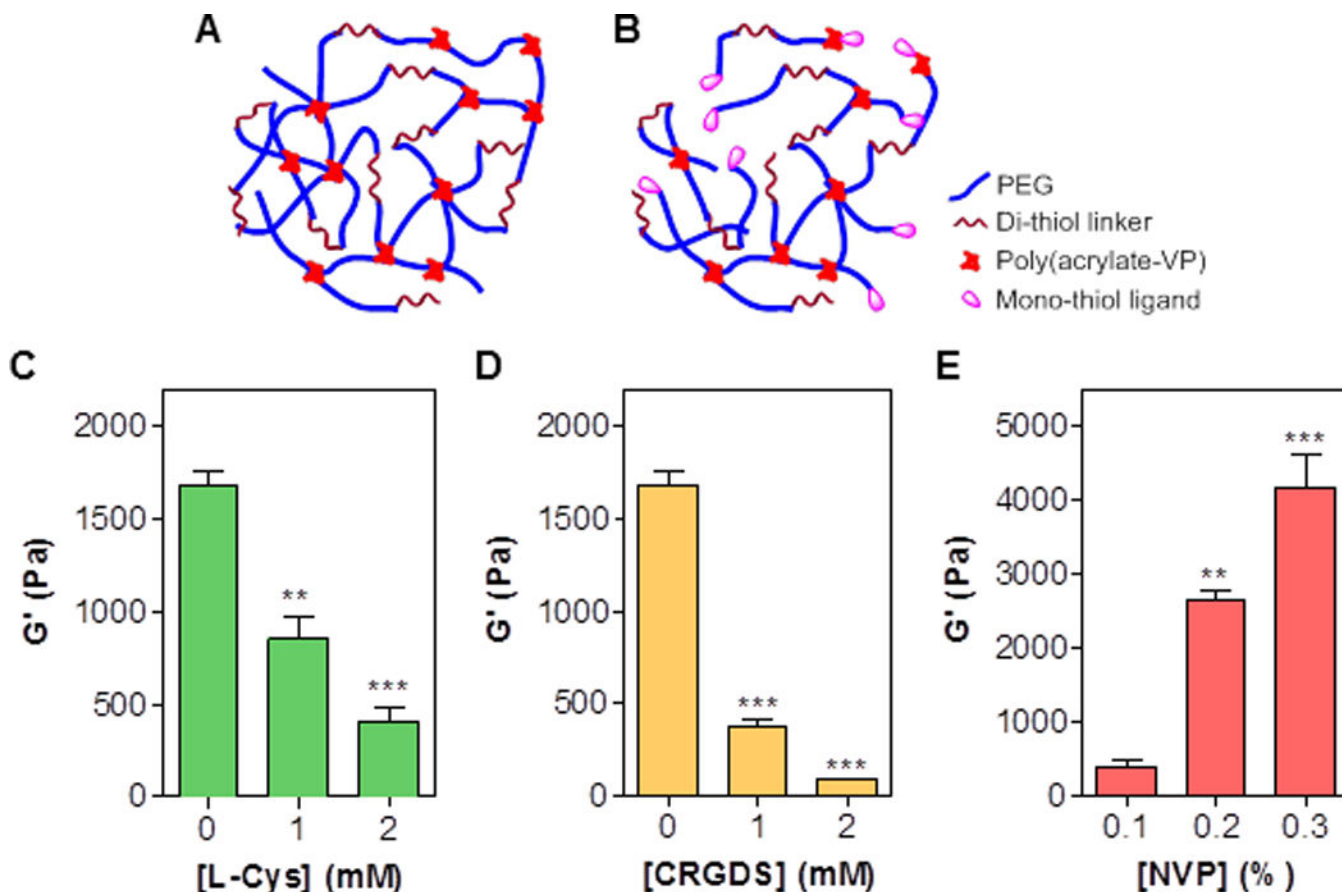 A
B
PEG
Di-thiol linker
Poly(acrylate-VP)
Mono-thiol ligand
C
D
E
G' (Pa)
2000
1500
1000
500
0
**
***
0 1 2
[L-Cys] (mM)
G' (Pa)
2000
1500
1000
500
0
***
***
0 1 2
[CRGDS] (mM)
G' (Pa)
5000
4000
3000
2000
1000
0
**
***
0.1 0.2 0.3
[NVP] (%)